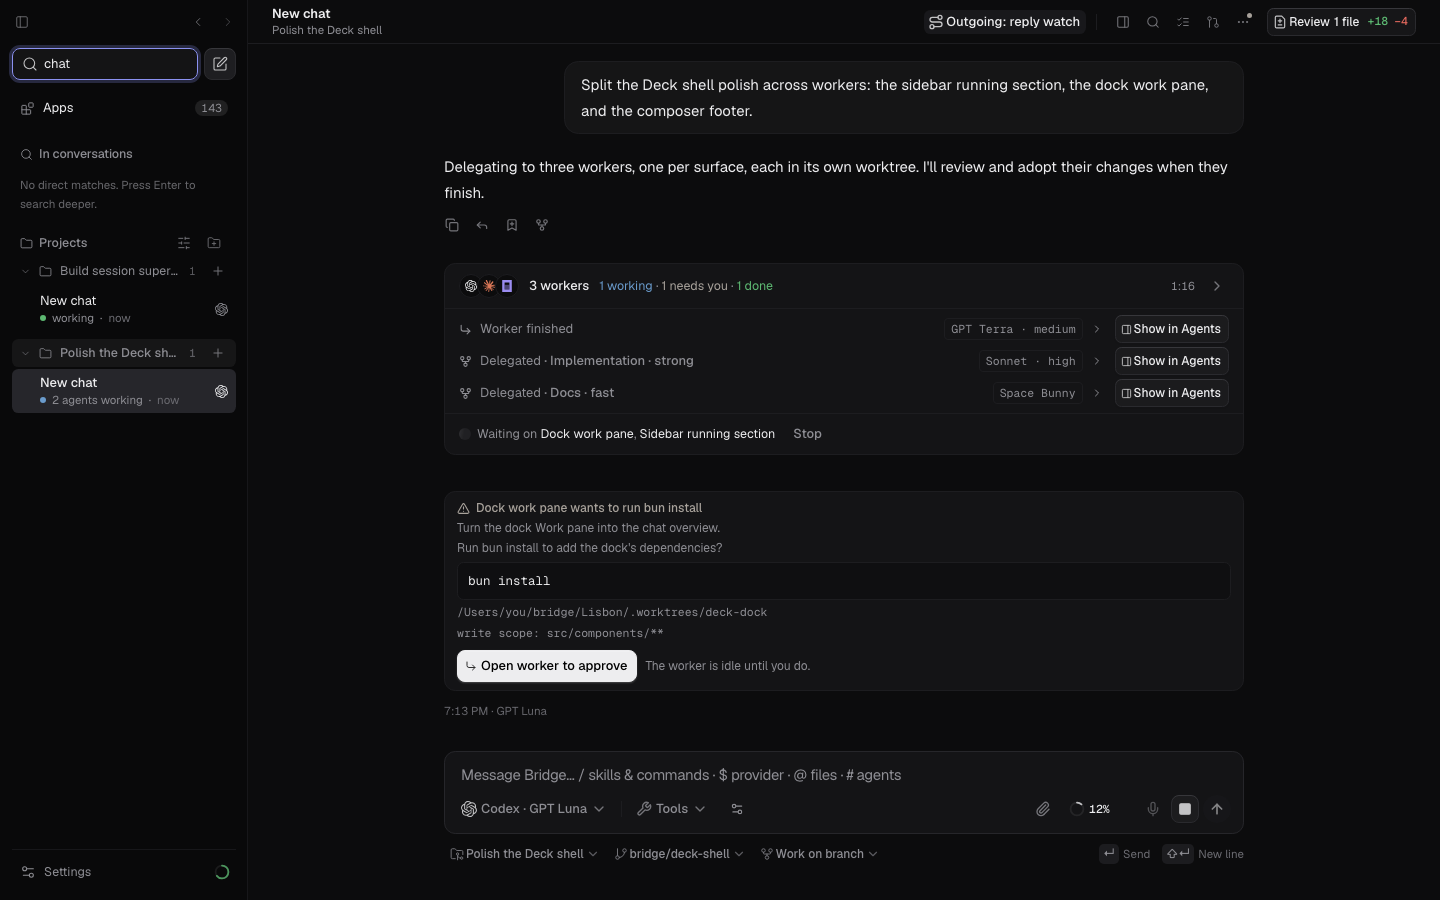 chat
Apps
143
In conversations
No direct matches. Press Enter to
search deeper.
Projects
Build session super... 1
New chat
working · now
Polish the Deck sh... 1
New chat
2 agents working · now
Settings
New chat
Polish the Deck shell
Outgoing: reply watch
Review 1 file +18 −4
Split the Deck shell polish across workers: the sidebar running section, the dock work pane,
and the composer footer.
Delegating to three workers, one per surface, each in its own worktree. I'll review and adopt their changes when they
finish.
3 workers 1 working · 1 needs you · 1 done 1:16
Worker finished GPT Terra · medium Show in Agents
Delegated · Implementation · strong Sonnet · high Show in Agents
Delegated · Docs · fast Space Bunny Show in Agents
Waiting on Dock work pane, Sidebar running section Stop
Dock work pane wants to run bun install
Turn the dock Work pane into the chat overview.
Run bun install to add the dock's dependencies?
bun install
/Users/you/bridge/Lisbon/.worktrees/deck-dock
write scope: src/components/**
Open worker to approve The worker is idle until you do.
7:13 PM · GPT Luna
Message Bridge... / skills & commands · $ provider · @ files · # agents
Codex · GPT Luna Tools 12%
Polish the Deck shell bridge/deck-shell Work on branch Send New line